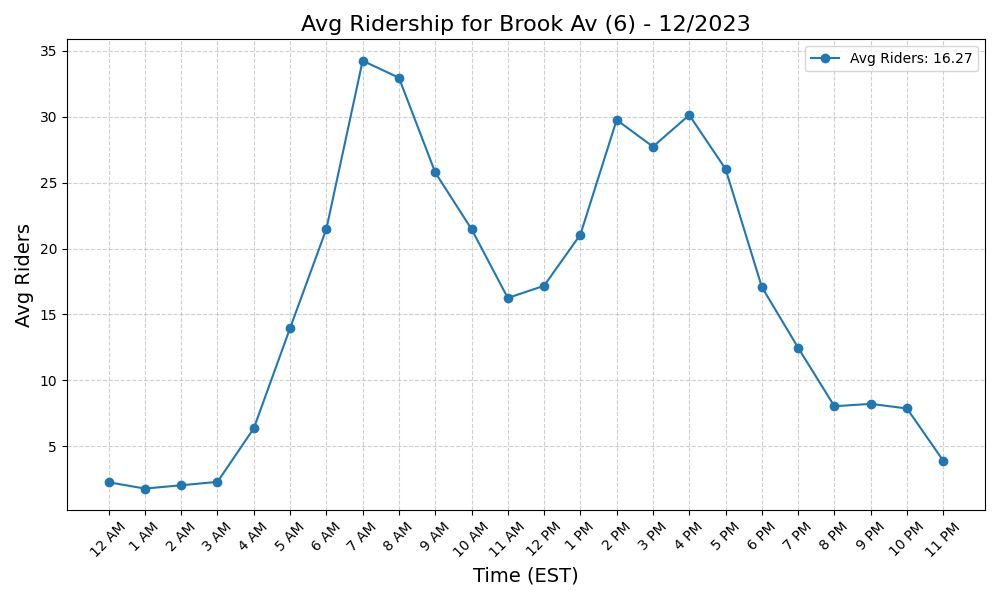 Avg Ridership for Brook Av (6) - 12/2023
Avg Riders: 16.27
Avg Riders
35
30
25
20
15
10
5
12 AM
1 AM
2 AM
3 AM
4 AM
5 AM
6 AM
7 AM
8 AM
9 AM
10 AM
11 AM
12 PM
1 PM
2 PM
3 PM
4 PM
5 PM
6 PM
7 PM
8 PM
9 PM
10 PM
11 PM
Time (EST)